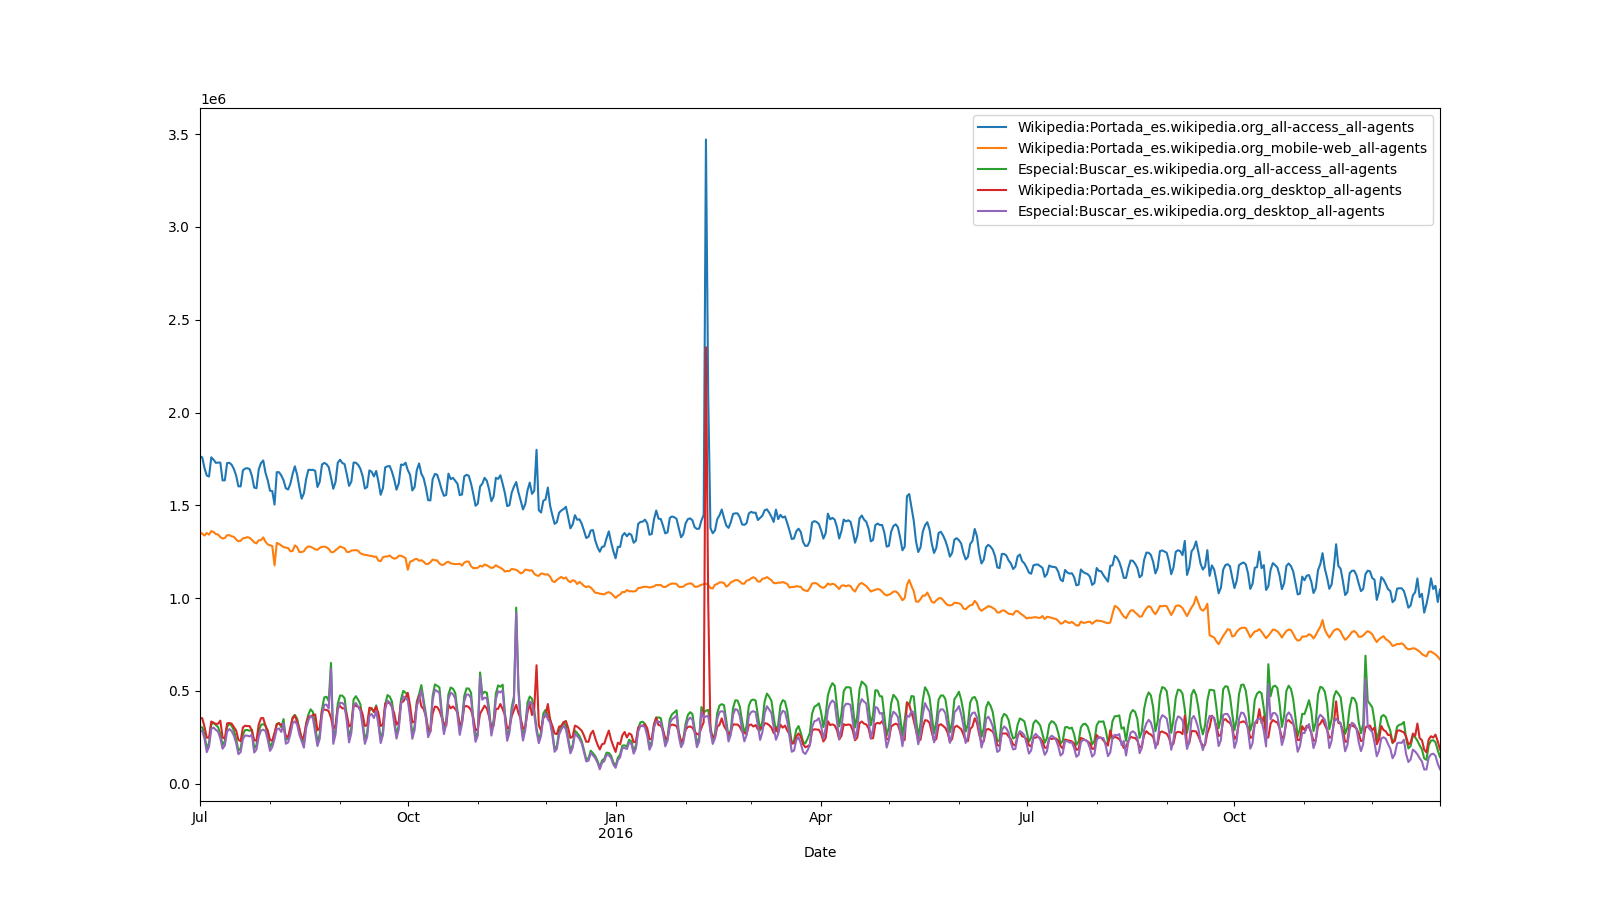 1e6
3.5
3.0
2.5
2.0
1.5
1.0
0.5
0.0
Wikipedia:Portada_es.wikipedia.org_all-access_all-agents
Wikipedia:Portada_es.wikipedia.org_mobile-web_all-agents
Especial:Buscar_es.wikipedia.org_all-access_all-agents
Wikipedia:Portada_es.wikipedia.org_desktop_all-agents
Especial:Buscar_es.wikipedia.org_desktop_all-agents
Jul Oct Jan Apr Jul Oct
2016
Date